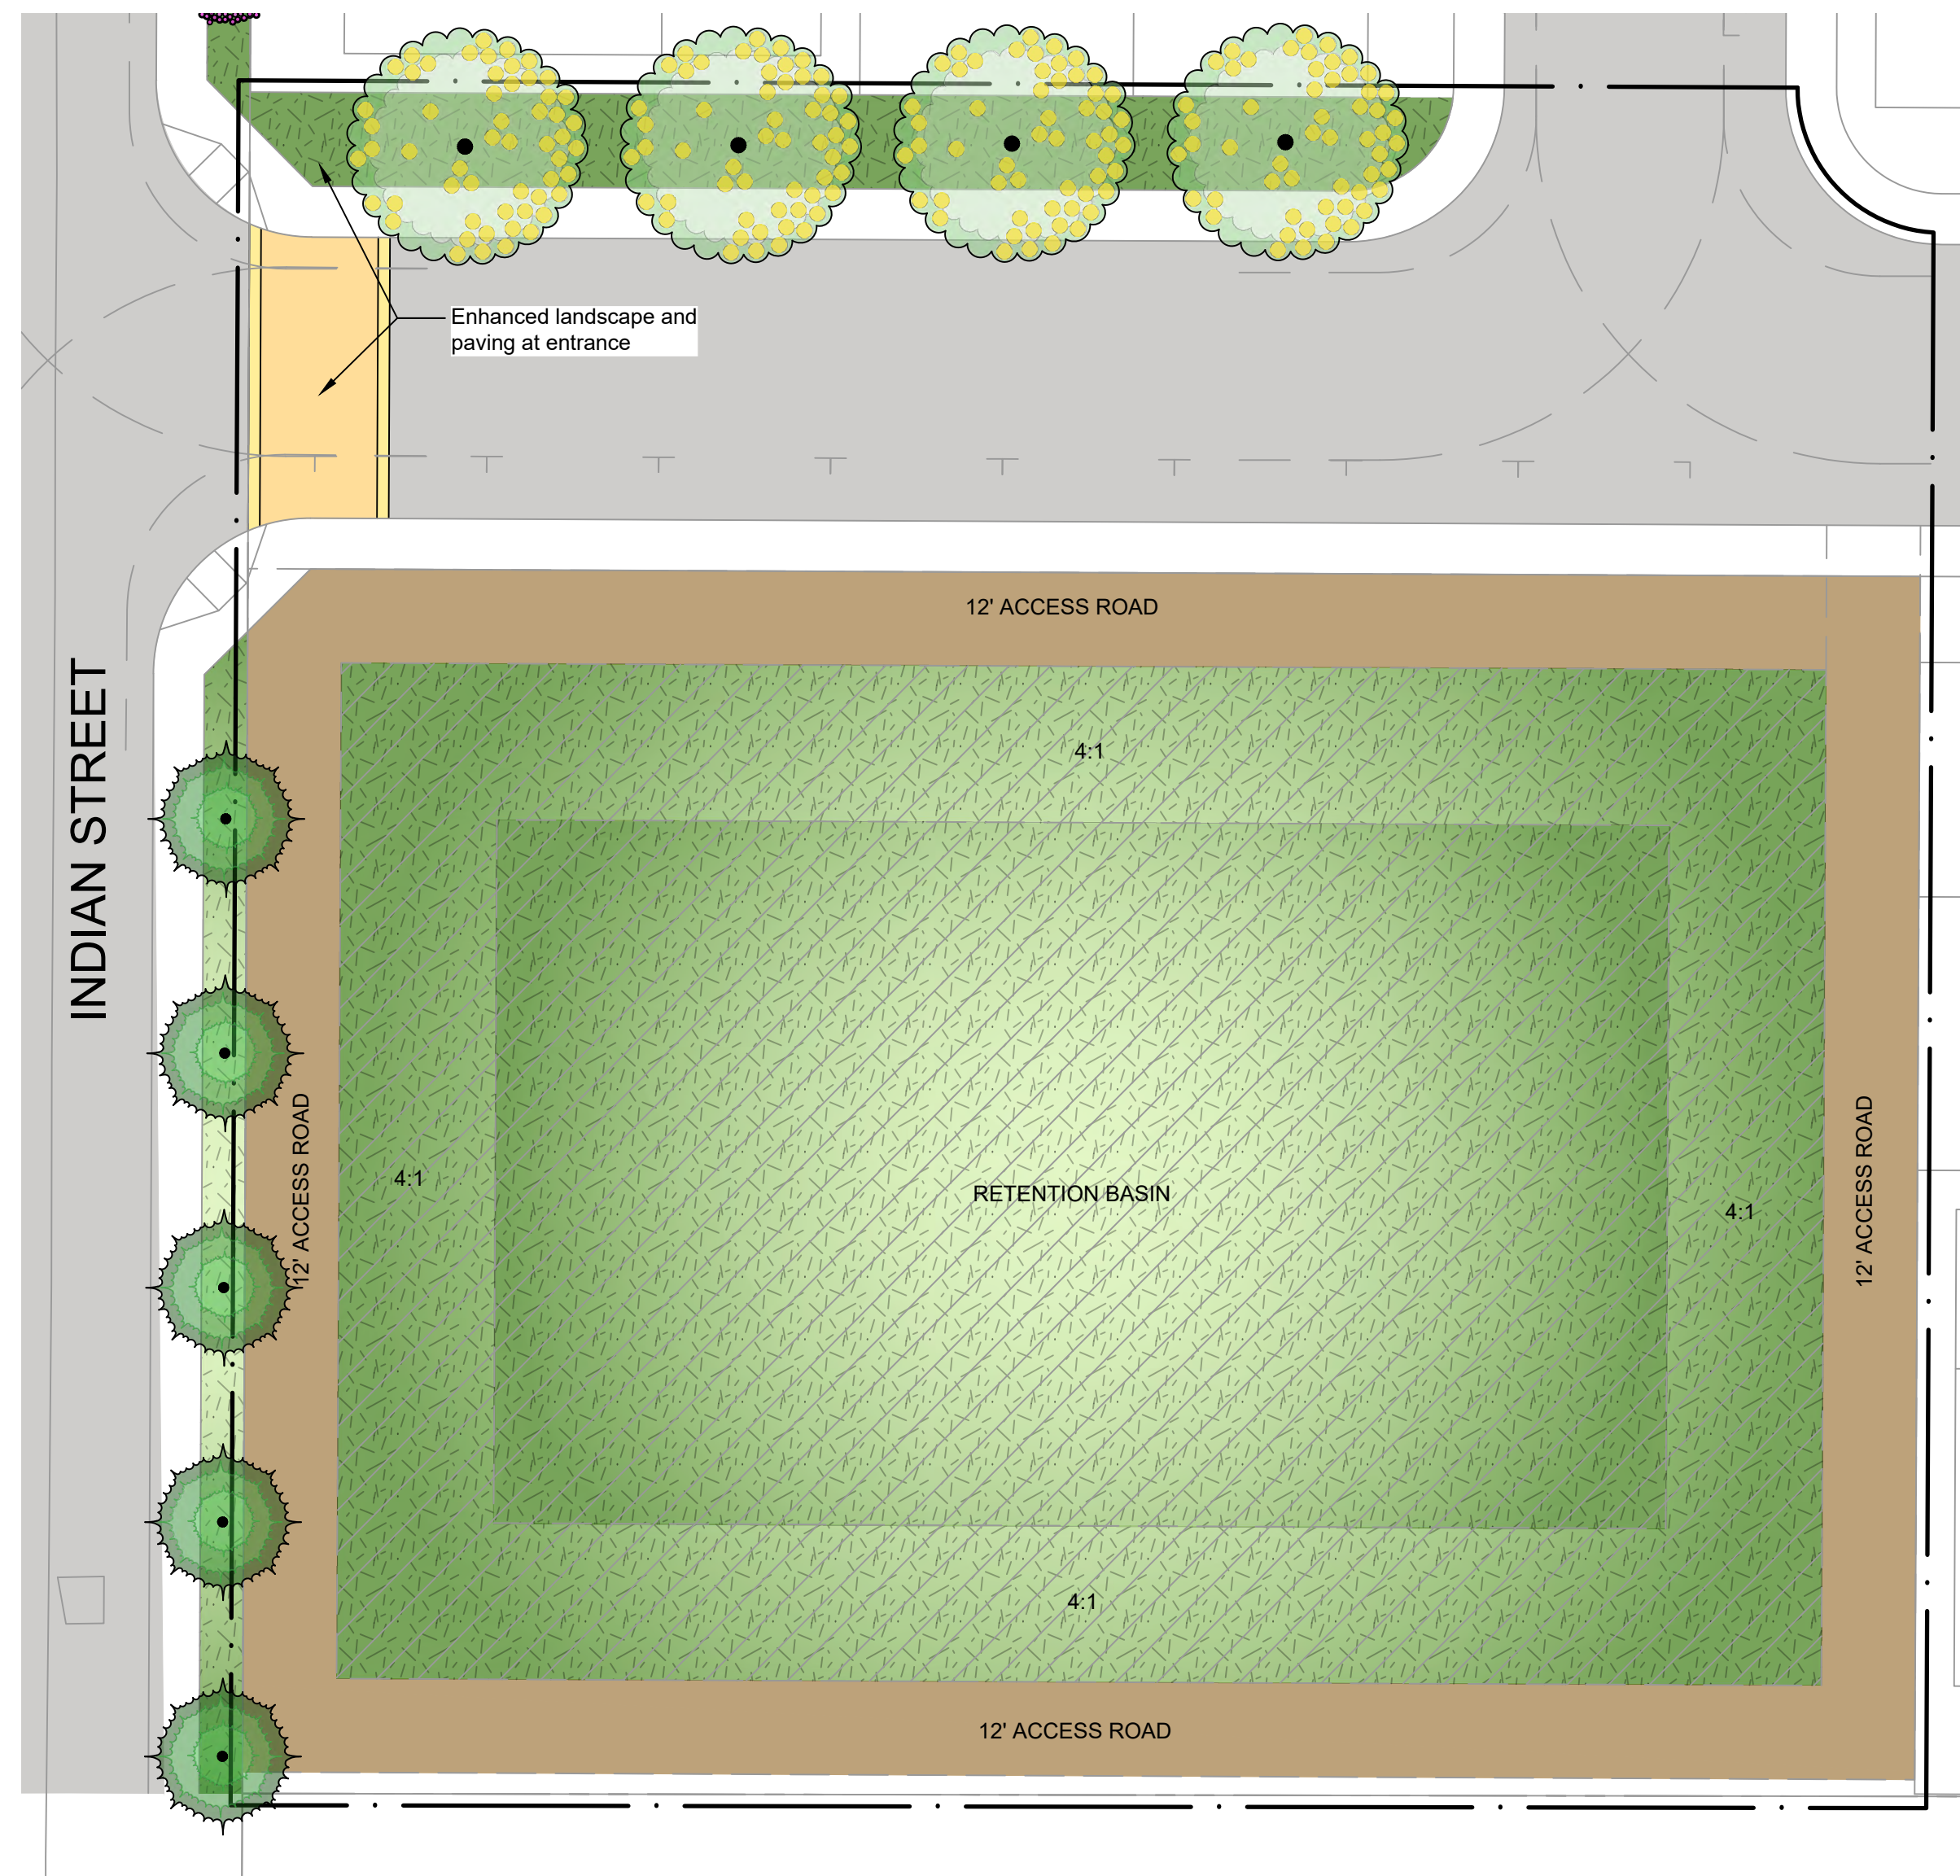 Enhanced landscape and
paving at entrance
12' ACCESS ROAD
INDIAN STREET
4:1
12' ACCESS ROAD
4:1
RETENTION BASIN
4:1
12' ACCESS ROAD
4:1
12' ACCESS ROAD